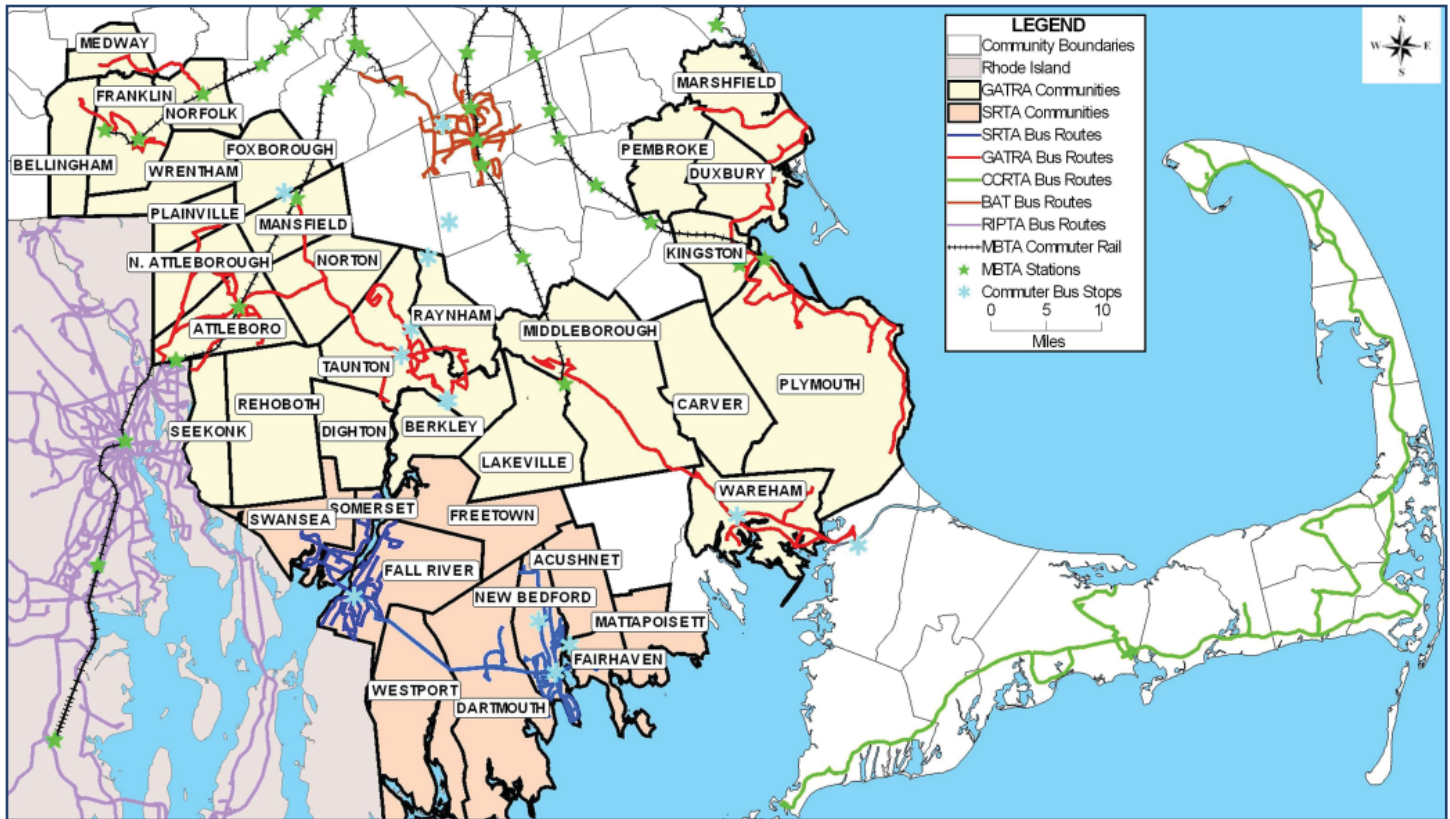 LEGEND
Community Boundaries
Rhode Island
GATRA Communities
SRTA Communities
SRTA Bus Routes
GATRA Bus Routes
CCRTA Bus Routes
BAT Bus Routes
RIPTA Bus Routes
MBTA Commuter Rail
MBTA Stations
Commuter Bus Stops
0 5 10
Miles
N
W E
S
MEDWAY
FRANKLIN
NORFOLK
BELLINGHAM
WRENTHAM
FOXBOROUGH
PLAINVILLE
MANSFIELD
N. ATTLEBOROUGH
NORTON
ATTLEBORO
RAYNHAM
TAUNTON
REHOBOTH
SEEKONK
DIGHTON
BERKLEY
MARSHFIELD
PEMBROKE
DUXBURY
KINGSTON
MIDDLEBOROUGH
PLYMOUTH
CARVER
LAKEVILLE
WAREHAM
SOMERSET
SWANSEA
FREETOWN
FALL RIVER
ACUSHNET
NEW BEDFORD
MATTAPOISETT
FAIRHAVEN
WESTPORT
DARTMOUTH